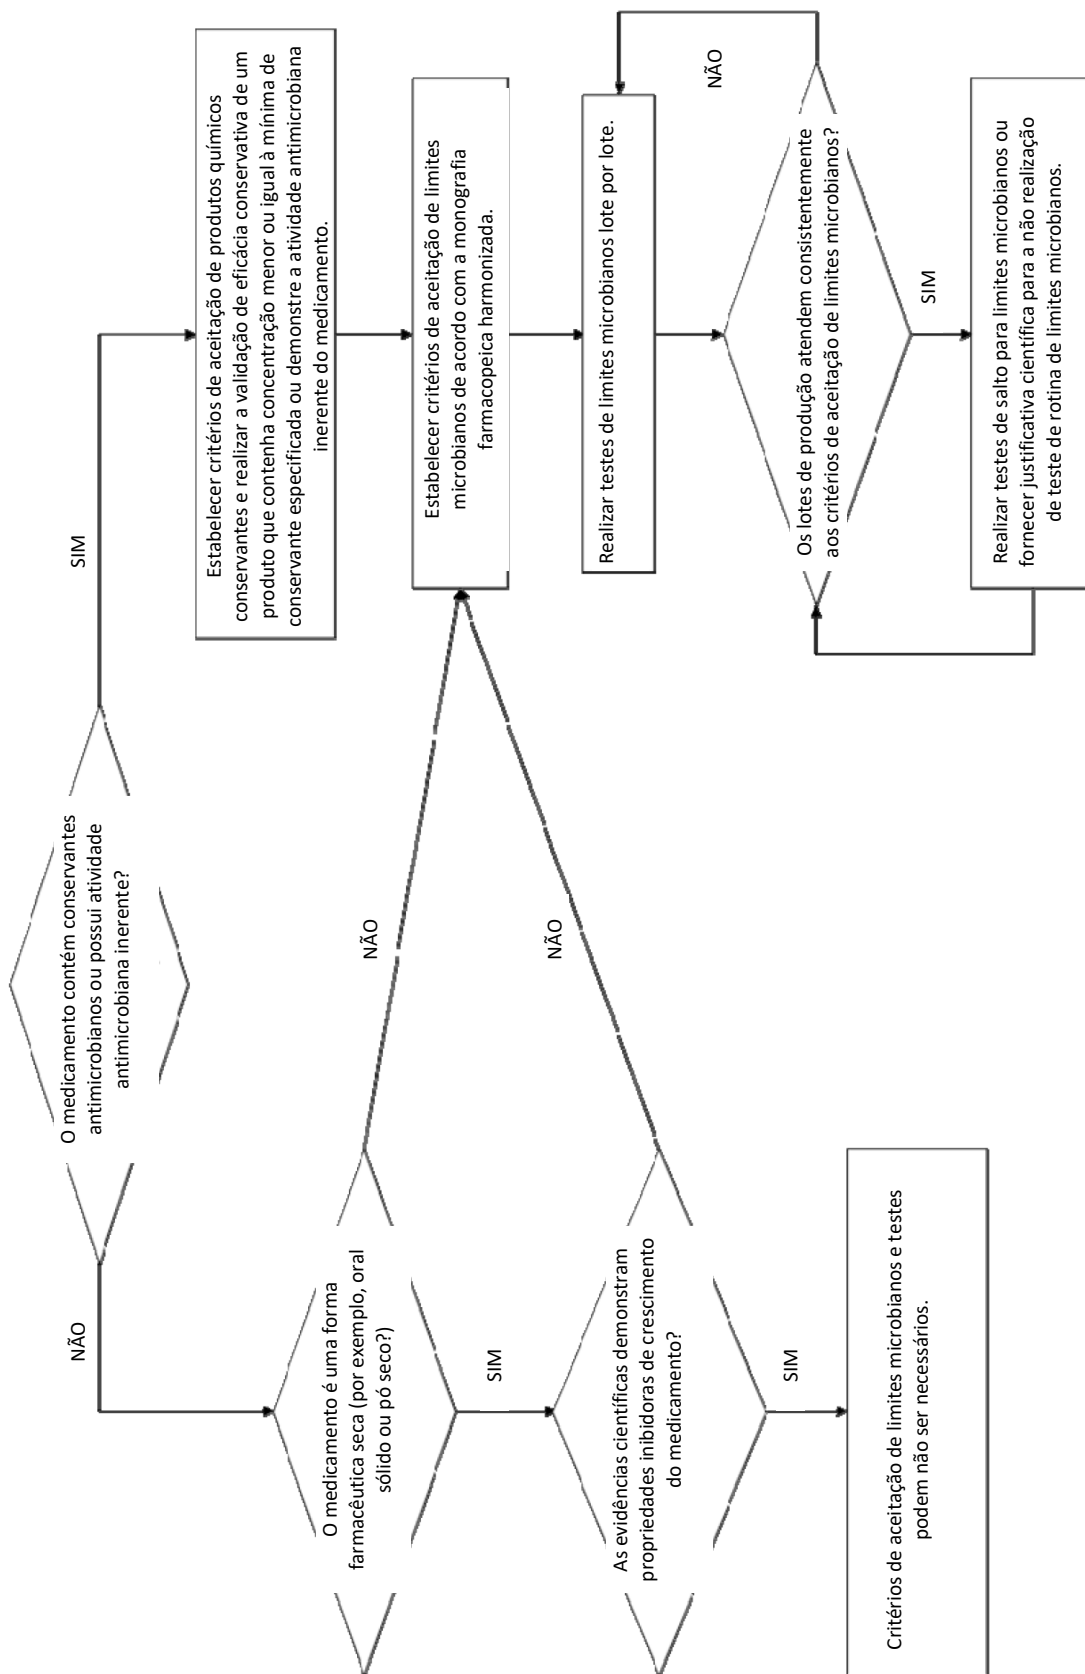 O medicamento contém conservantes
antimicrobianos ou possui atividade
antimicrobiana inerente?
NÃO
SIM
O medicamento é uma forma
farmacêutica seca (por exemplo, oral
sólido ou pó seco?)
NÃO
SIM
As evidências científicas demonstram
propriedades inibidoras de crescimento
do medicamento?
NÃO
SIM
Critérios de aceitação de limites microbianos e testes
podem não ser necessários.
Estabelecer critérios de aceitação de produtos químicos
conservantes e realizar a validação de eficácia conservativa de um
produto que contenha concentração menor ou igual à mínima de
conservante especificada ou demonstre a atividade antimicrobiana
inerente do medicamento.
Estabelecer critérios de aceitação de limites
microbianos de acordo com a monografia
farmacopeica harmonizada.
Realizar testes de limites microbianos lote por lote.
Os lotes de produção atendem consistentemente
aos critérios de aceitação de limites microbianos?
NÃO
SIM
Realizar testes de salto para limites microbianos ou
fornecer justificativa científica para a não realização
de teste de rotina de limites microbianos.